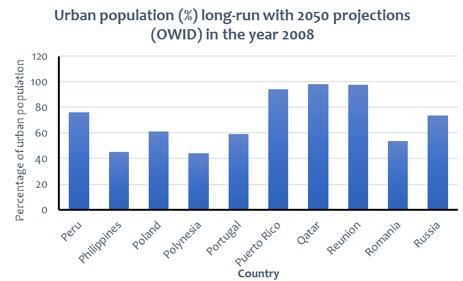 Urban population (%) long-run with 2050 projections
(OWID) in the year 2008
Percentage of urban population
120
100
80
60
40
20
0
Peru
Philippines
Poland
Polynesia
Portugal
Puerto Rico
Qatar
Reunion
Romania
Russia
Country